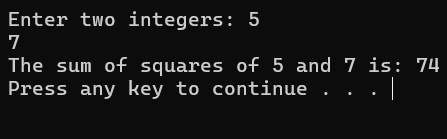 Enter two integers: 5
7
The sum of squares of 5 and 7 is: 74
Press any key to continue . . .